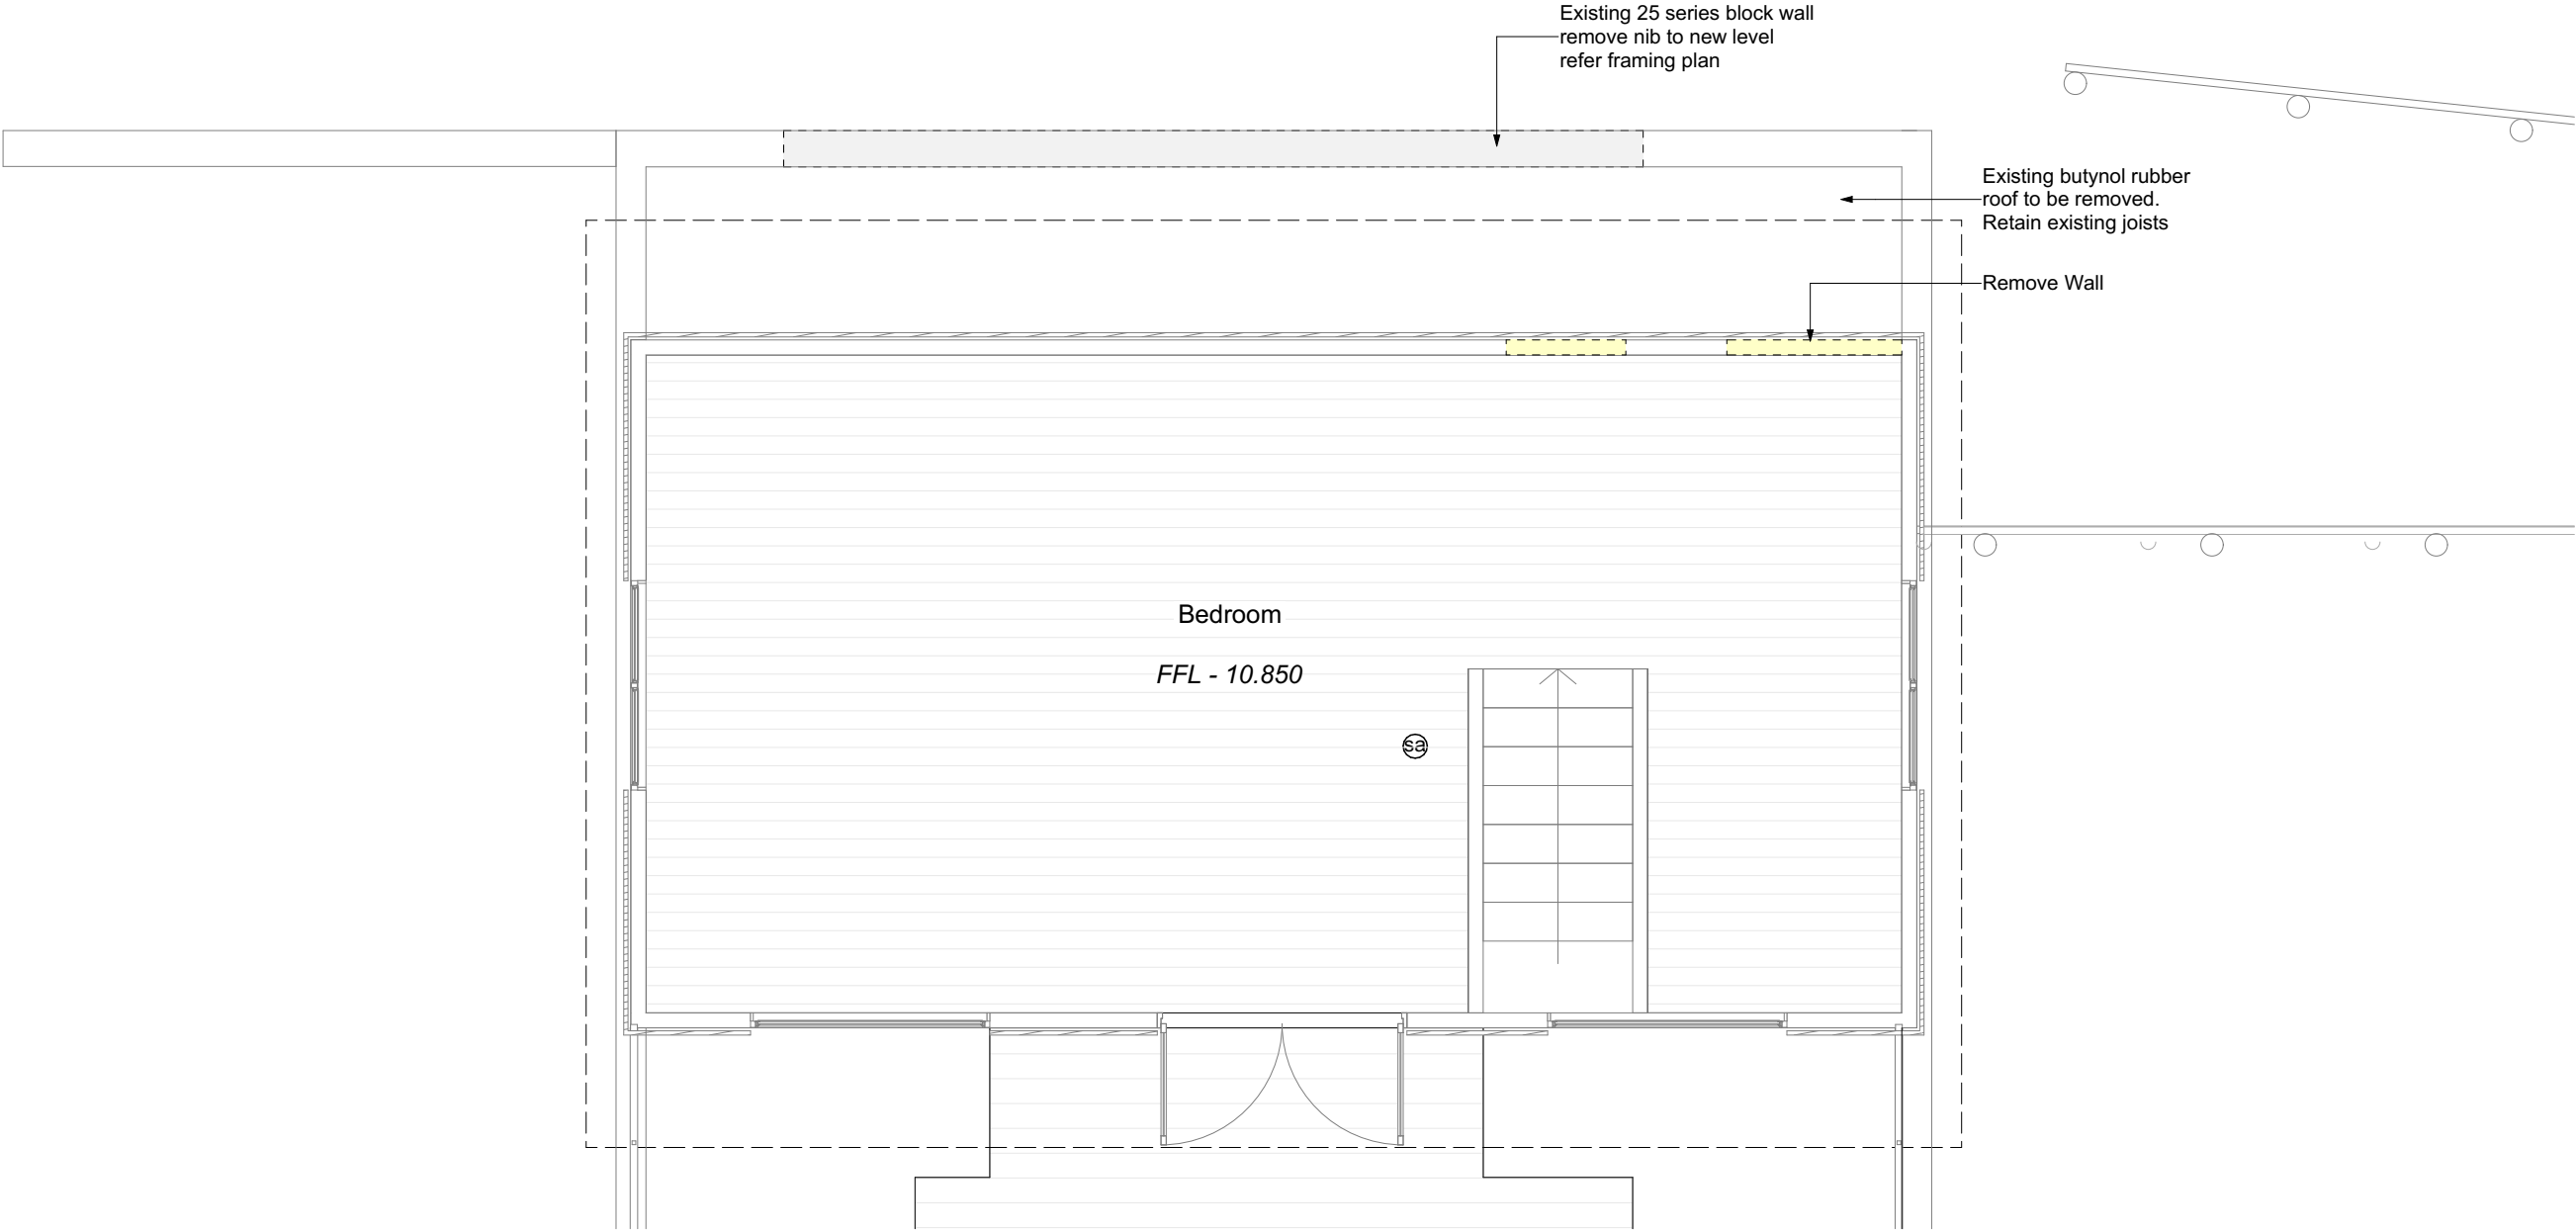 Existing 25 series block wall
remove nib to new level
refer framing plan
Existing butynol rubber
roof to be removed.
Retain existing joists
Remove Wall
Bedroom
FFL - 10.850
sa